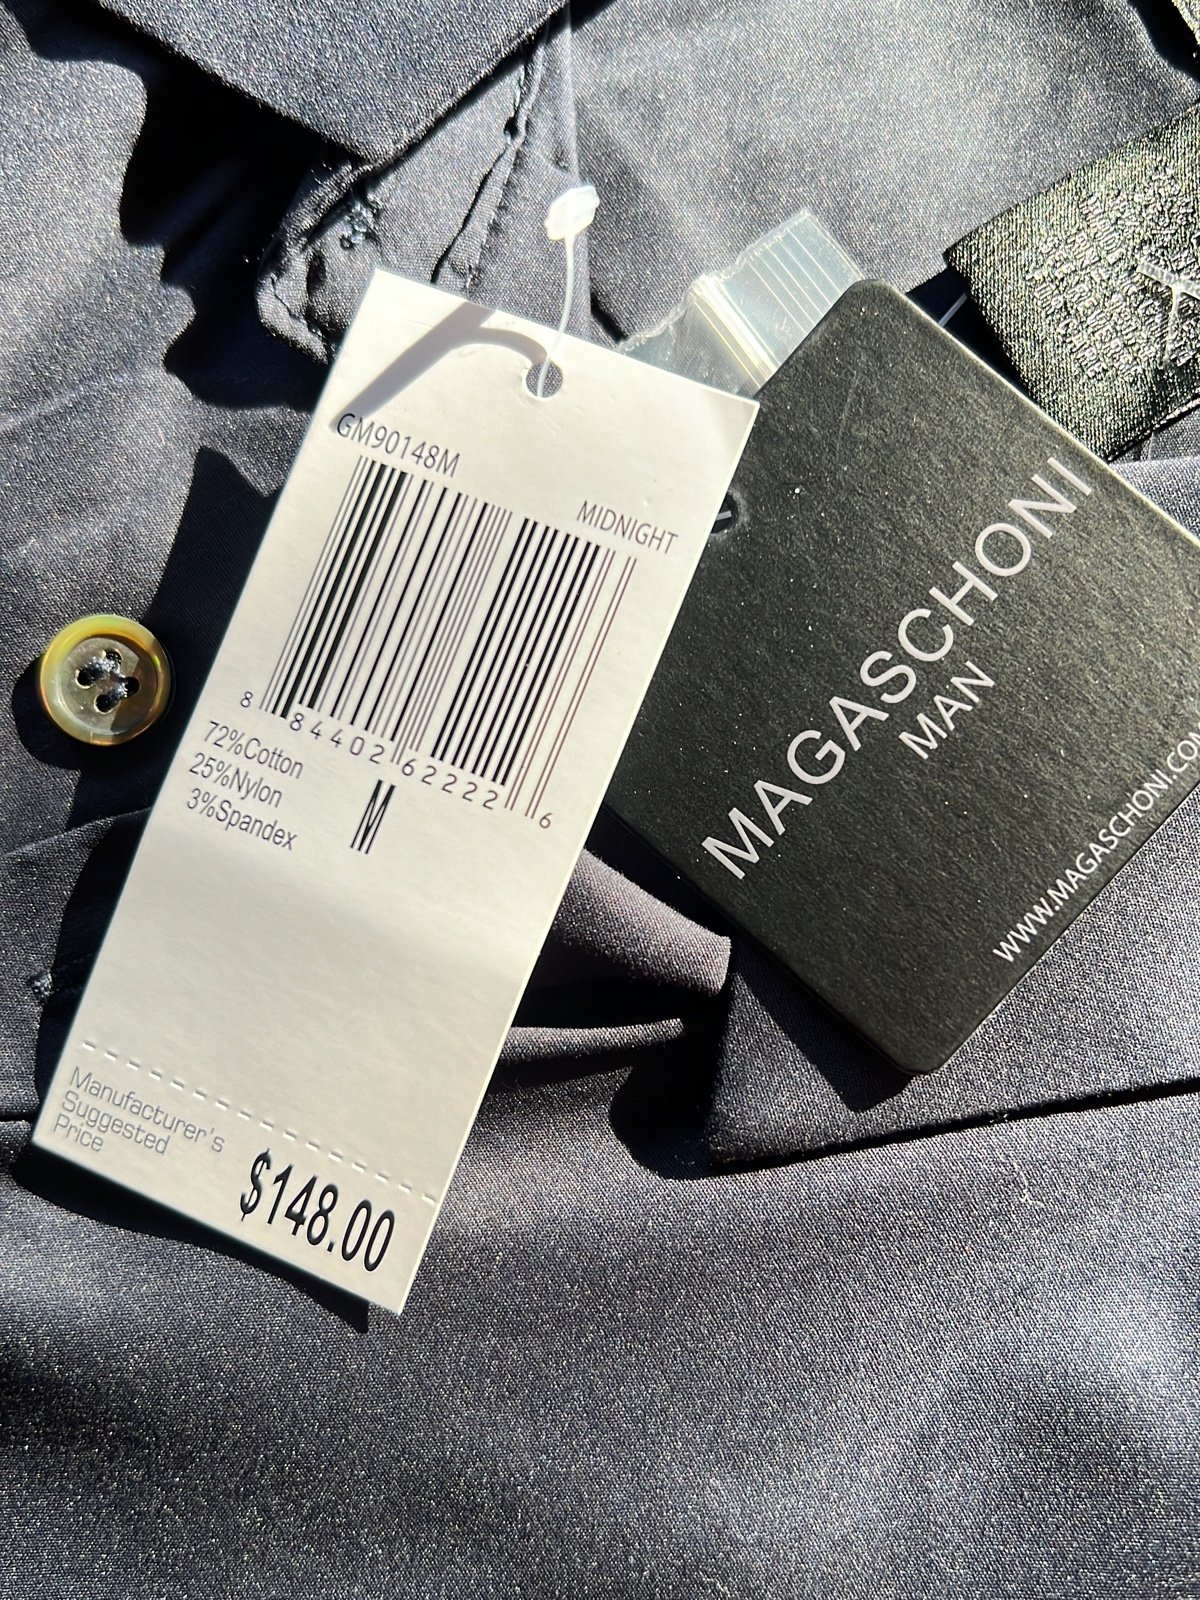 GM90148M
MIDNIGHT
8 84402 62222 6
72%Cotton
25%Nylon
3%Spandex
M
Manufacturer's
Suggested
Price
$148.00
MAGASCHONI
MAN
WWW.MAGASCHONI.COM